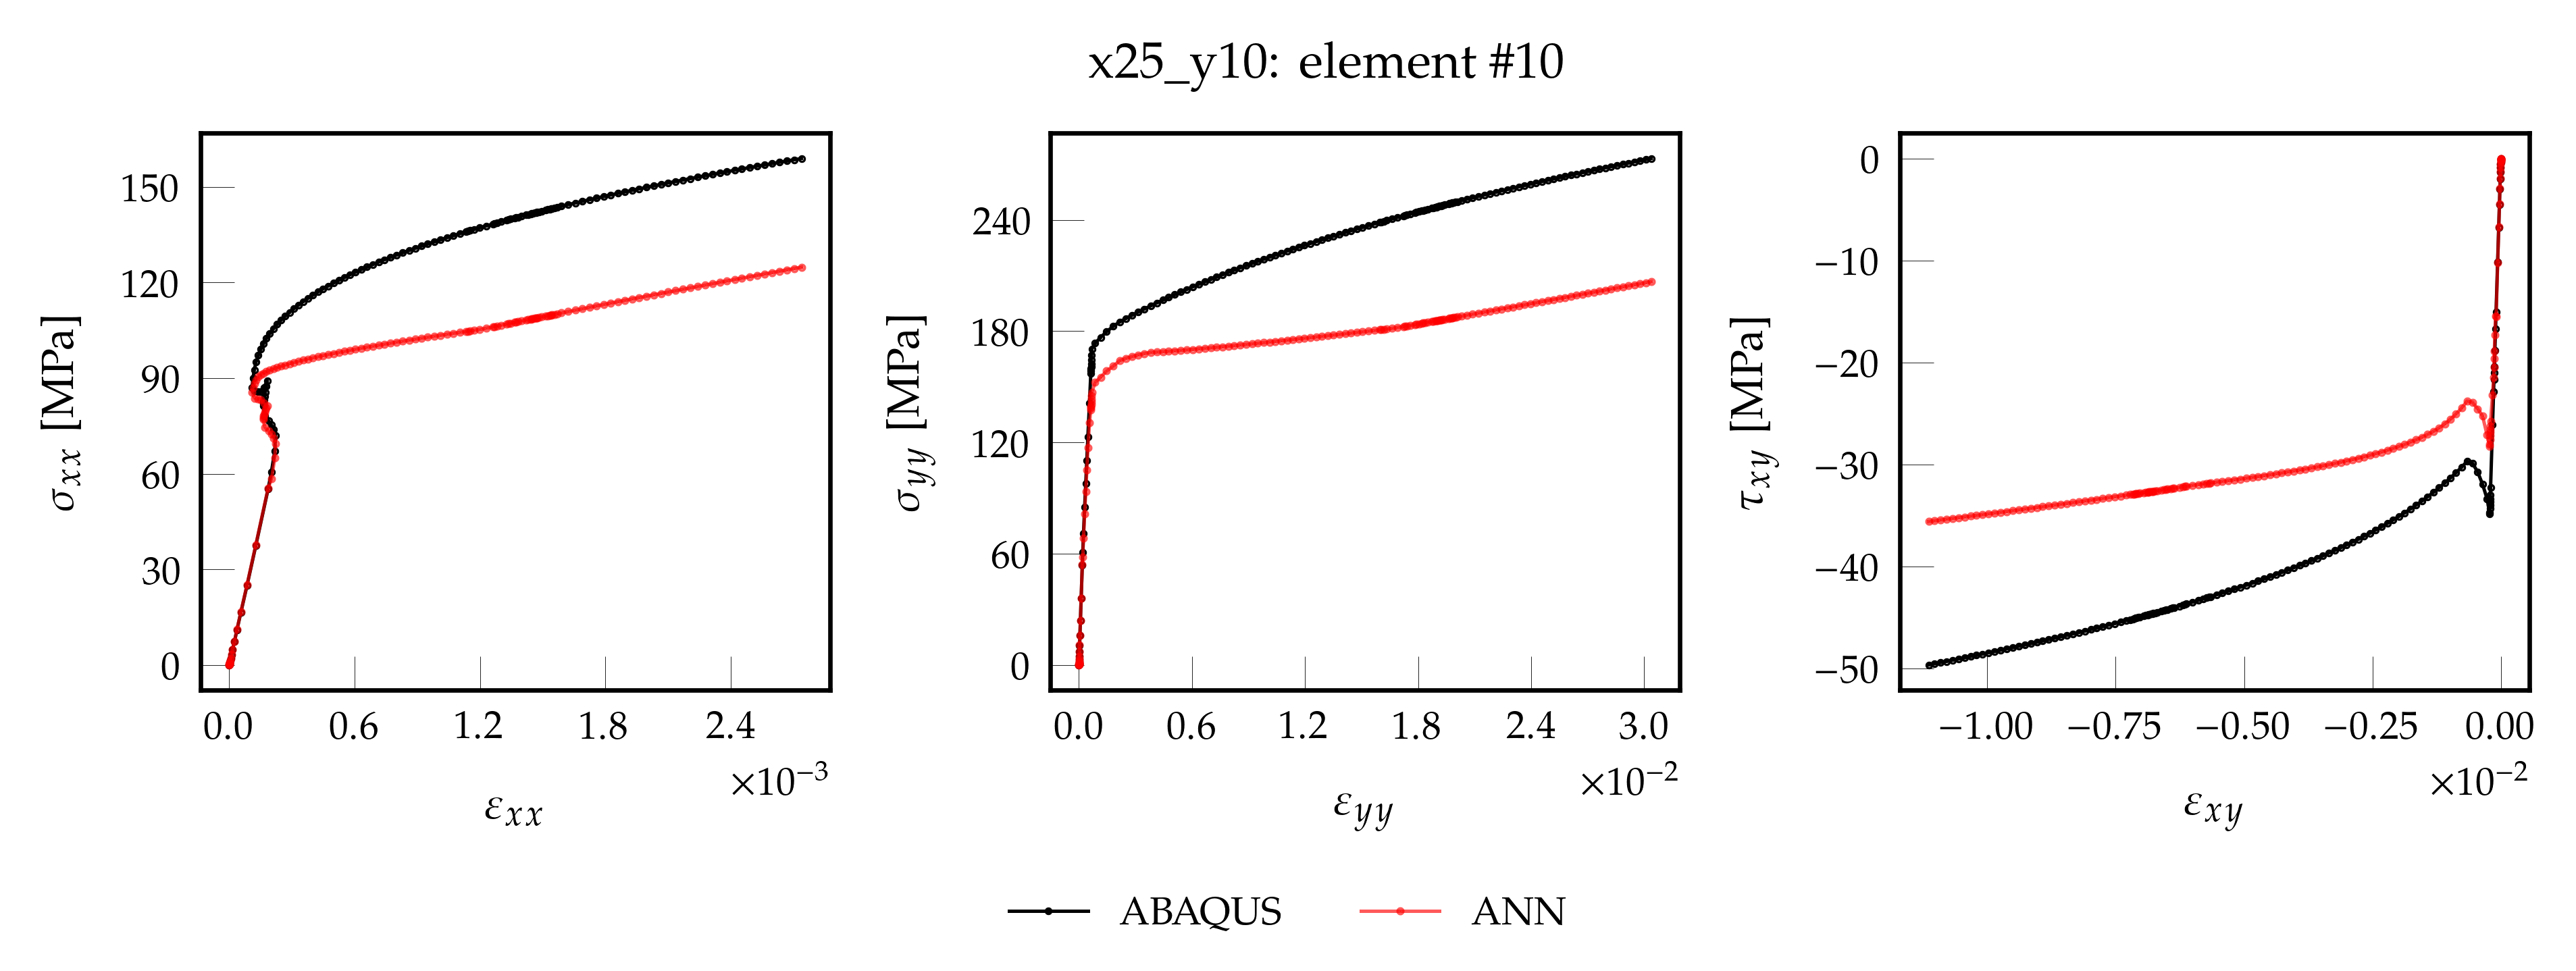 x25_y10: element #10
σxx [MPa]
150
120
90
60
30
0
0.0 0.6 1.2 1.8 2.4
×10−3
εxx
σyy [MPa]
240
180
120
60
0
0.0 0.6 1.2 1.8 2.4 3.0
×10−2
εyy
τxy [MPa]
0
−10
−20
−30
−40
−50
−1.00 −0.75 −0.50 −0.25 0.00
×10−2
εxy
ABAQUS ANN